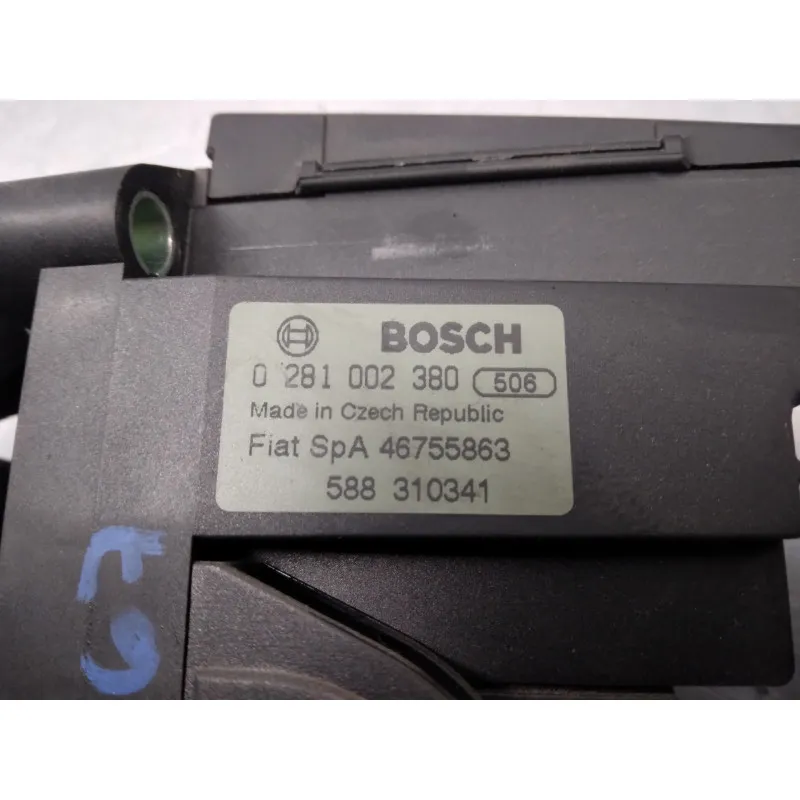 BOSCH
0 281 002 380 506
Made in Czech Republic
Fiat SpA 46755863
588 310341